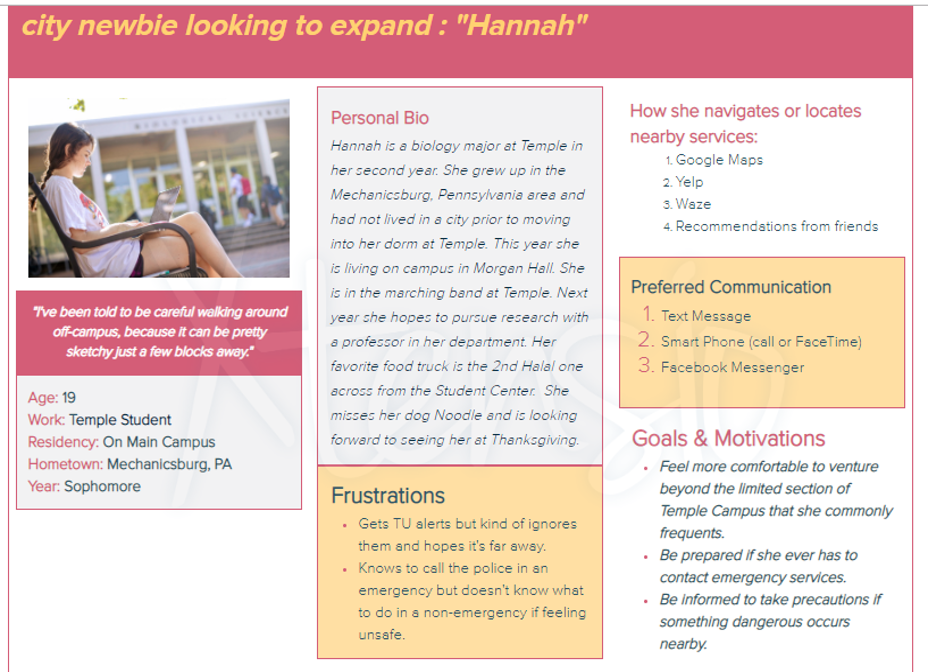 city newbie looking to expand : "Hannah"
BIOLOGICAL SCIENCE
"I've been told to be careful walking around
off-campus, because it can be pretty
sketchy just a few blocks away."
Age: 19
Work: Temple Student
Residency: On Main Campus
Hometown: Mechanicsburg, PA
Year: Sophomore
Personal Bio
Hannah is a biology major at Temple in
her second year. She grew up in the
Mechanicsburg, Pennsylvania area and
had not lived in a city prior to moving
into her dorm at Temple. This year she
is living on campus in Morgan Hall. She
is in the marching band at Temple. Next
year she hopes to pursue research with
a professor in her department. Her
favorite food truck is the 2nd Halal one
across from the Student Center. She
misses her dog Noodle and is looking
forward to seeing her at Thanksgiving.
Frustrations
• Gets TU alerts but kind of ignores
them and hopes it's far away.
• Knows to call the police in an
emergency but doesn't know what
to do in a non-emergency if feeling
unsafe.
How she navigates or locates
nearby services:
1. Google Maps
2. Yelp
3. Waze
4. Recommendations from friends
Preferred Communication
1. Text Message
2. Smart Phone (call or FaceTime)
3. Facebook Messenger
Goals & Motivations
• Feel more comfortable to venture
beyond the limited section of
Temple Campus that she commonly
frequents.
• Be prepared if she ever has to
contact emergency services.
• Be informed to take precautions if
something dangerous occurs
nearby.